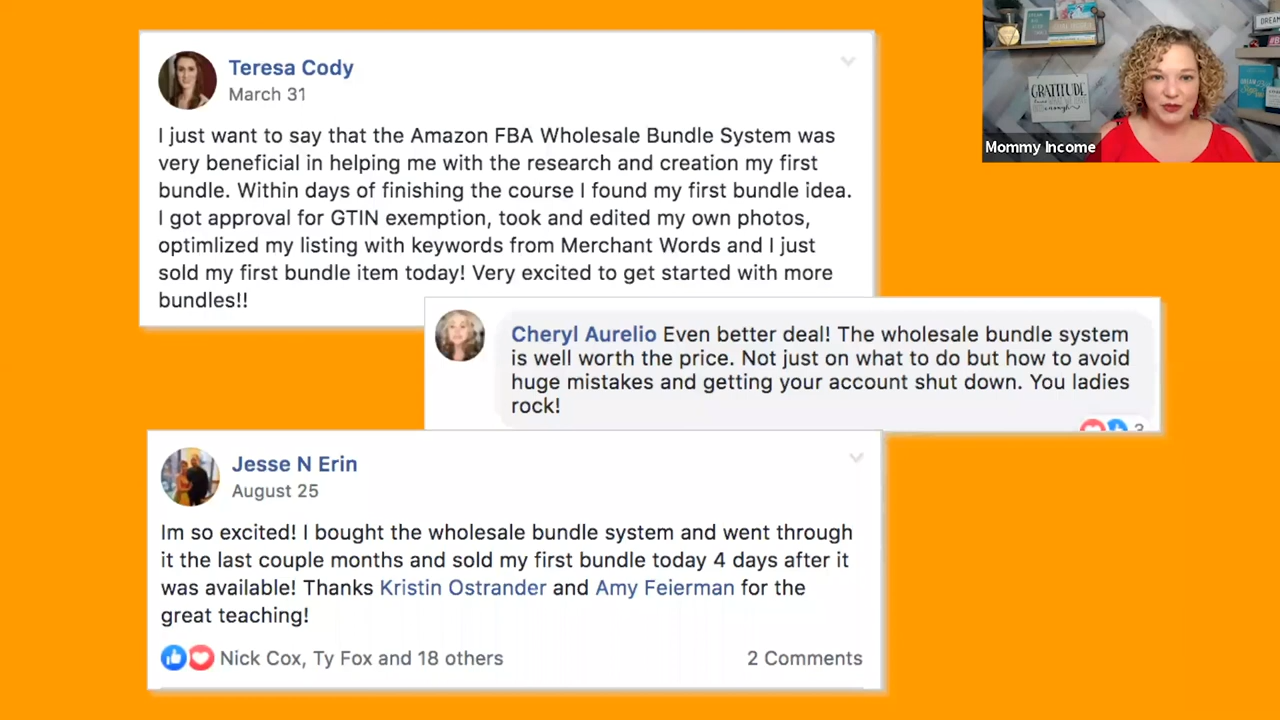 Teresa Cody
March 31
I just want to say that the Amazon FBA Wholesale Bundle System was
very beneficial in helping me with the research and creation my first
bundle. Within days of finishing the course I found my first bundle idea.
I got approval for GTIN exemption, took and edited my own photos,
optimlized my listing with keywords from Merchant Words and I just
sold my first bundle item today! Very excited to get started with more
bundles!!
GRATITUDE
Mommy Income
Cheryl Aurelio Even better deal! The wholesale bundle system
is well worth the price. Not just on what to do but how to avoid
huge mistakes and getting your account shut down. You ladies
rock!
3
Jesse N Erin
August 25
Im so excited! I bought the wholesale bundle system and went through
it the last couple months and sold my first bundle today 4 days after it
was available! Thanks Kristin Ostrander and Amy Feierman for the
great teaching!
Nick Cox, Ty Fox and 18 others
2 Comments